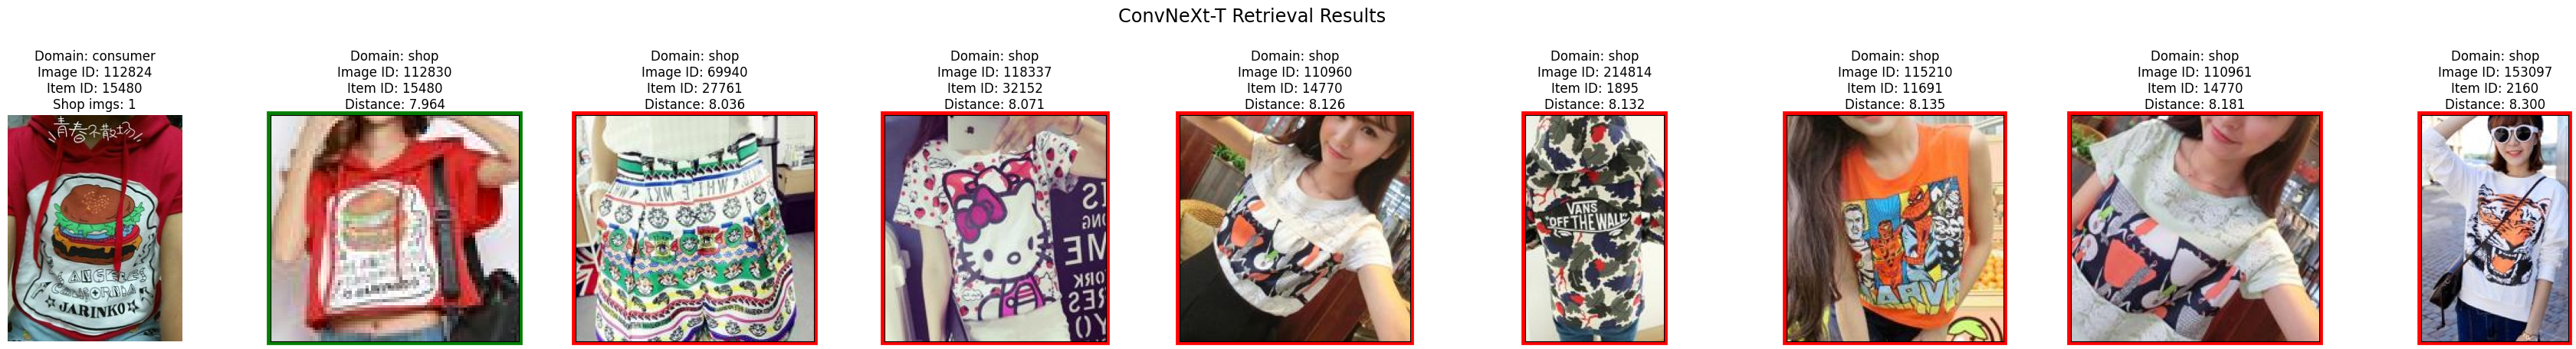 ConvNeXt-T Retrieval Results
Domain: consumer
Image ID: 112824
Item ID: 15480
Shop imgs: 1
Domain: shop
Image ID: 112830
Item ID: 15480
Distance: 7.964
Domain: shop
Image ID: 69940
Item ID: 27761
Distance: 8.036
Domain: shop
Image ID: 118337
Item ID: 32152
Distance: 8.071
Domain: shop
Image ID: 110960
Item ID: 14770
Distance: 8.126
Domain: shop
Image ID: 214814
Item ID: 1895
Distance: 8.132
Domain: shop
Image ID: 115210
Item ID: 11691
Distance: 8.135
Domain: shop
Image ID: 110961
Item ID: 14770
Distance: 8.181
Domain: shop
Image ID: 153097
Item ID: 2160
Distance: 8.300
青春不散场
CALIFORNIA
☆JARINKO☆
VANS
"OFF THE WALL"
MARVEL